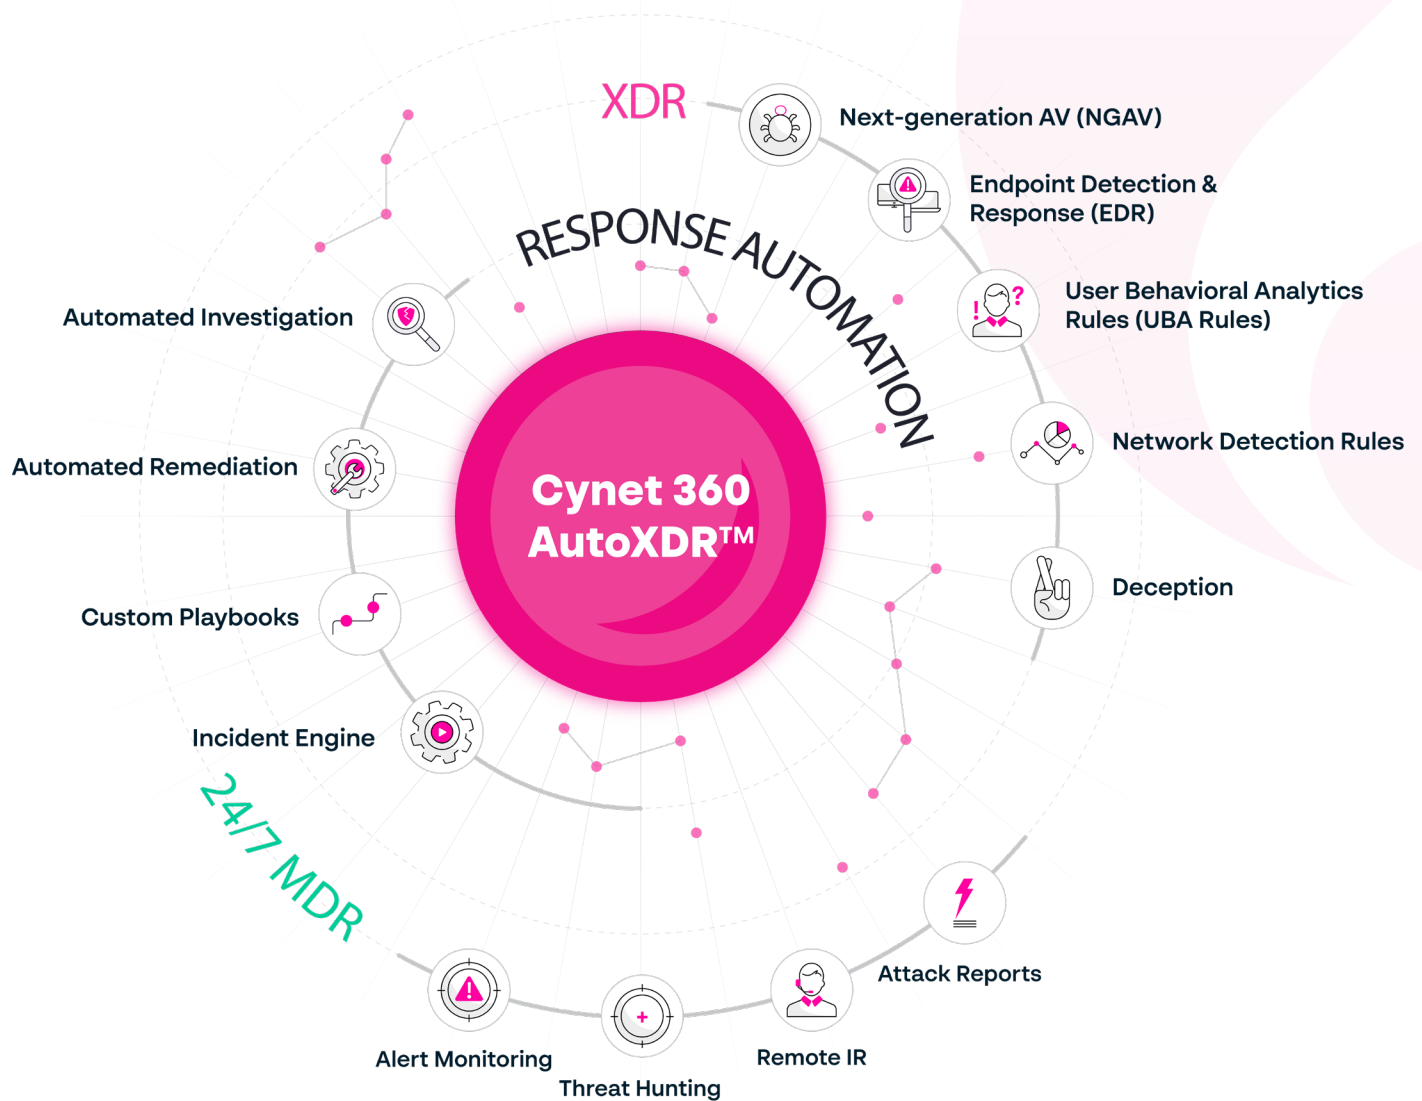 XDR
Next-generation AV (NGAV)
Endpoint Detection &
Response (EDR)
User Behavioral Analytics
Rules (UBA Rules)
Network Detection Rules
Deception
RESPONSE AUTOMATION
Automated Investigation
Automated Remediation
Custom Playbooks
Incident Engine
Cynet 360
AutoXDR™
24/7 MDR
Alert Monitoring
Threat Hunting
Remote IR
Attack Reports